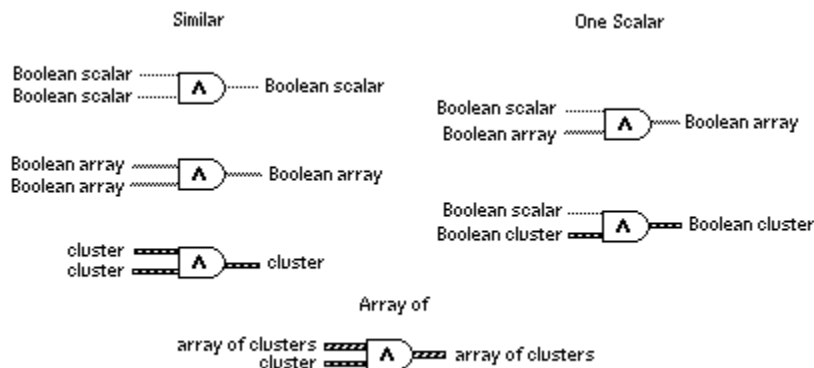 Similar
One Scalar
Boolean scalar
Boolean scalar
Boolean scalar
Boolean scalar
Boolean array
Boolean array
Boolean array
Boolean array
Boolean array
Boolean scalar
Boolean cluster
Boolean cluster
cluster
cluster
cluster
Array of
array of clusters
cluster
array of clusters